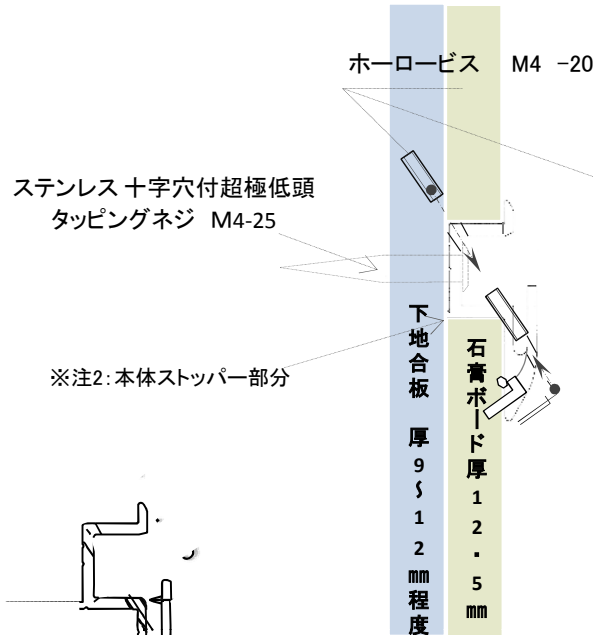 ホーロービス　M4 -20
ステンレス 十字穴付超極低頭
タッピングネジ M4-25
※注2:本体ストッパー部分
下地合板　厚9〜12㎜程度
石膏ボード厚12.5㎜